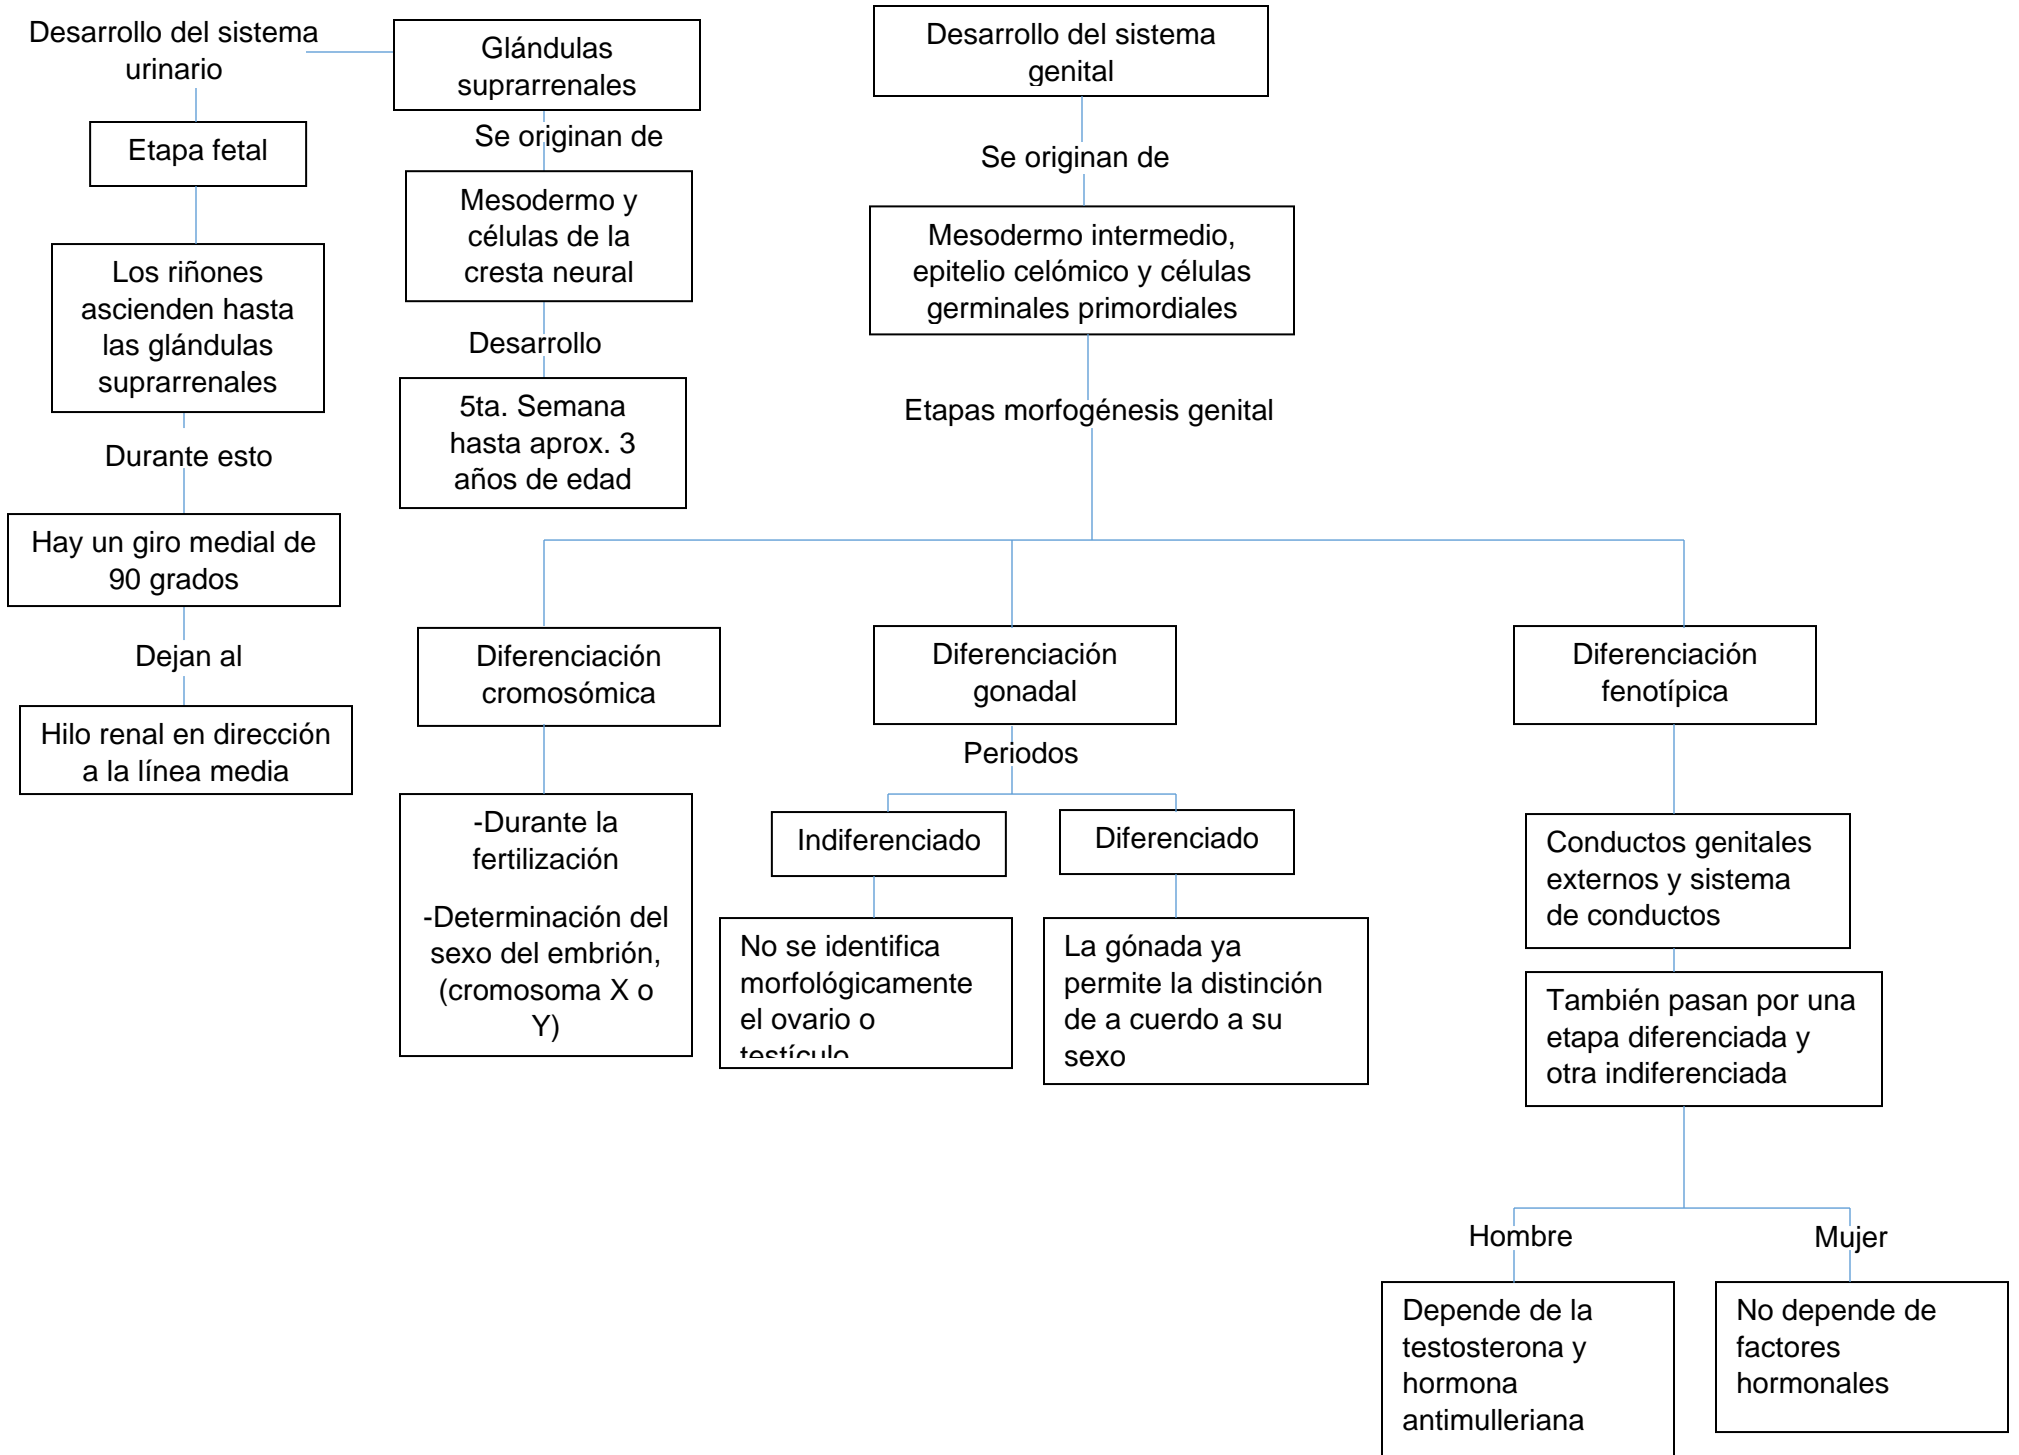 Desarrollo del sistema
urinario
Etapa fetal
Los riñones
ascienden hasta
las glándulas
suprarrenales
Durante esto
Hay un giro medial de
90 grados
Dejan al
Hilo renal en dirección
a la línea media
Glándulas
suprarrenales
Se originan de
Mesodermo y
células de la
cresta neural
Desarrollo
5ta. Semana
hasta aprox. 3
años de edad
Desarrollo del sistema
genital
Se originan de
Mesodermo intermedio,
epitelio celómico y células
germinales primordiales
Etapas morfogénesis genital
Diferenciación
cromosómica
-Durante la
fertilización
-Determinación del
sexo del embrión,
(cromosoma X o
Y)
Diferenciación
gonadal
Periodos
Indiferenciado
No se identifica
morfológicamente
el ovario o
testículo
Diferenciado
La gónada ya
permite la distinción
de a cuerdo a su
sexo
Diferenciación
fenotípica
Conductos genitales
externos y sistema
de conductos
También pasan por una
etapa diferenciada y
otra indiferenciada
Hombre
Depende de la
testosterona y
hormona
antimulleriana
Mujer
No depende de
factores
hormonales